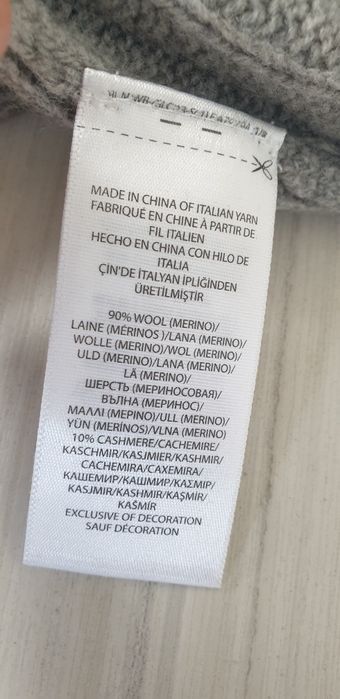 MADE IN CHINA OF ITALIAN YARN
FABRIQUÉ EN CHINE À PARTIR DE
FIL ITALIEN
HECHO EN CHINA CON HILO DE
ITALIA
ÇİN'DE İTALYAN İPLİĞİNDEN
ÜRETİLMİŞTİR
90% WOOL (MERINO)/
LAINE (MÉRINOS )/LANA (MERINO)/
WOLLE (MERINO)/WOL (MERINO)/
ULD (MERINO)/LANA (MERINO)/
LÃ (MERINO)/
ШЕРСТЬ (МЕРИНОСОВАЯ)/
ВЪЛНА (МЕРИНОС)/
ΜΑΛΛΙ (ΜΕΡΙΝΟ)/ULL (MERINO)/
YÜN (MERİNOS)/VLNA (MERINO)
10% CASHMERE/CACHEMIRE/
KASCHMIR/KASJMIER/KASHMIR/
CACHEMIRA/CAXEMIRA/
КАШЕМИР/КАШМИР/ΚΑΣΜΙΡ/
KASJMIR/KASHMIR/KAŞMİR/
KAŠMÍR
EXCLUSIVE OF DECORATION
SAUF DÉCORATION